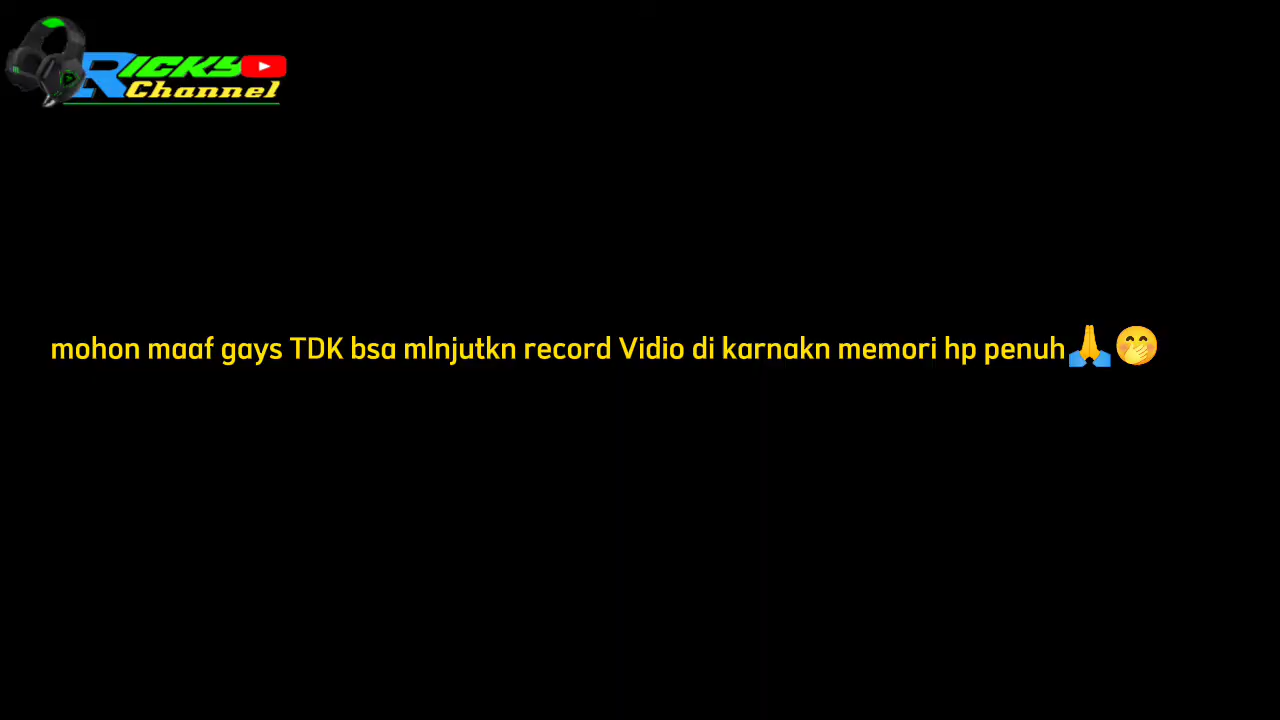 RICKY
Channel
mohon maaf gays TDK bsa mlnjutkn record Vidio di karnakn memori hp penuh🙏🤭